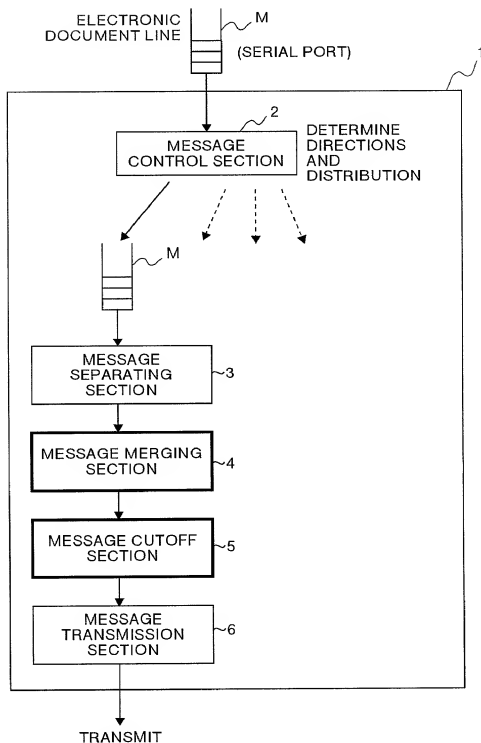 ELECTRONIC
DOCUMENT LINE
M
(SERIAL PORT)
1
2
MESSAGE
CONTROL SECTION
DETERMINE
DIRECTIONS
AND
DISTRIBUTION
M
MESSAGE
SEPARATING
SECTION
3
MESSAGE MERGING
SECTION
4
MESSAGE CUTOFF
SECTION
5
MESSAGE
TRANSMISSION
SECTION
6
TRANSMIT